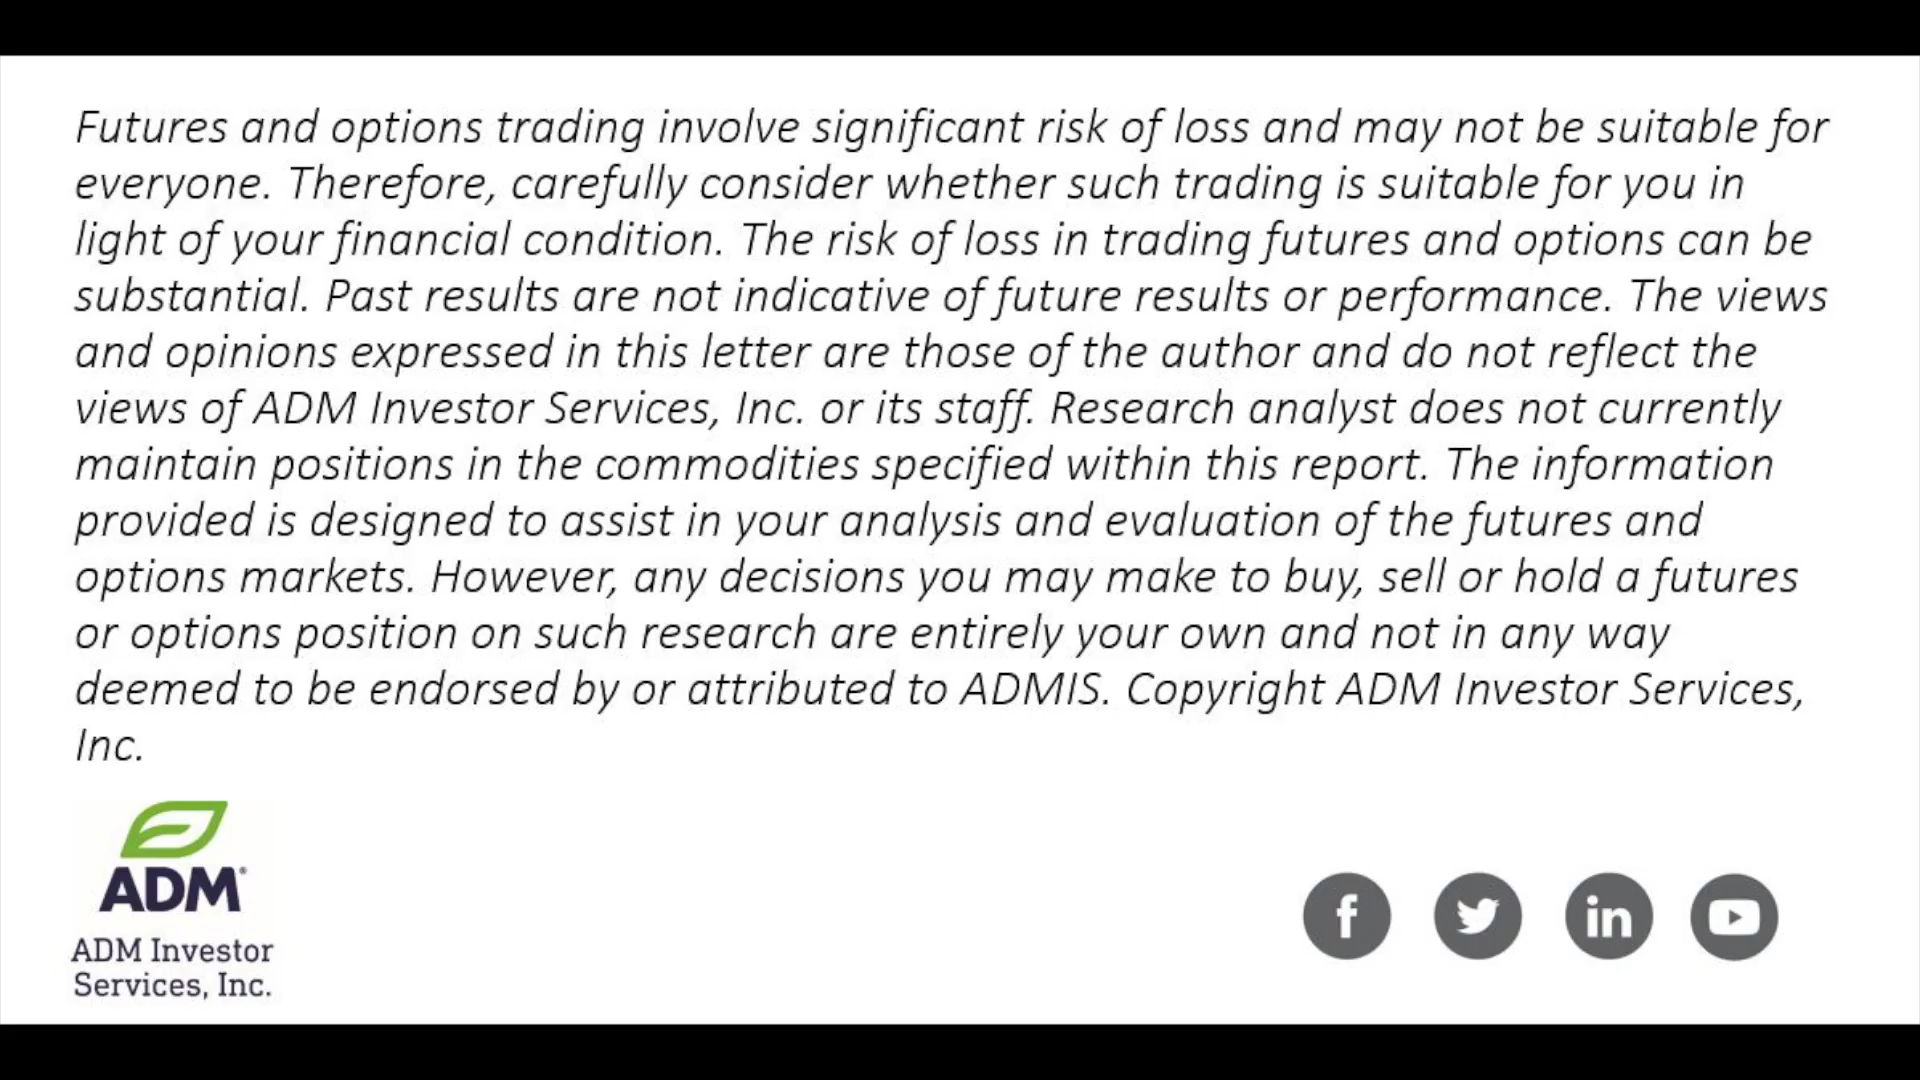 Futures and options trading involve significant risk of loss and may not be suitable for
everyone. Therefore, carefully consider whether such trading is suitable for you in
light of your financial condition. The risk of loss in trading futures and options can be
substantial. Past results are not indicative of future results or performance. The views
and opinions expressed in this letter are those of the author and do not reflect the
views of ADM Investor Services, Inc. or its staff. Research analyst does not currently
maintain positions in the commodities specified within this report. The information
provided is designed to assist in your analysis and evaluation of the futures and
options markets. However, any decisions you may make to buy, sell or hold a futures
or options position on such research are entirely your own and not in any way
deemed to be endorsed by or attributed to ADMIS. Copyright ADM Investor Services,
Inc.
ADM®
ADM Investor
Services, Inc.
f
in